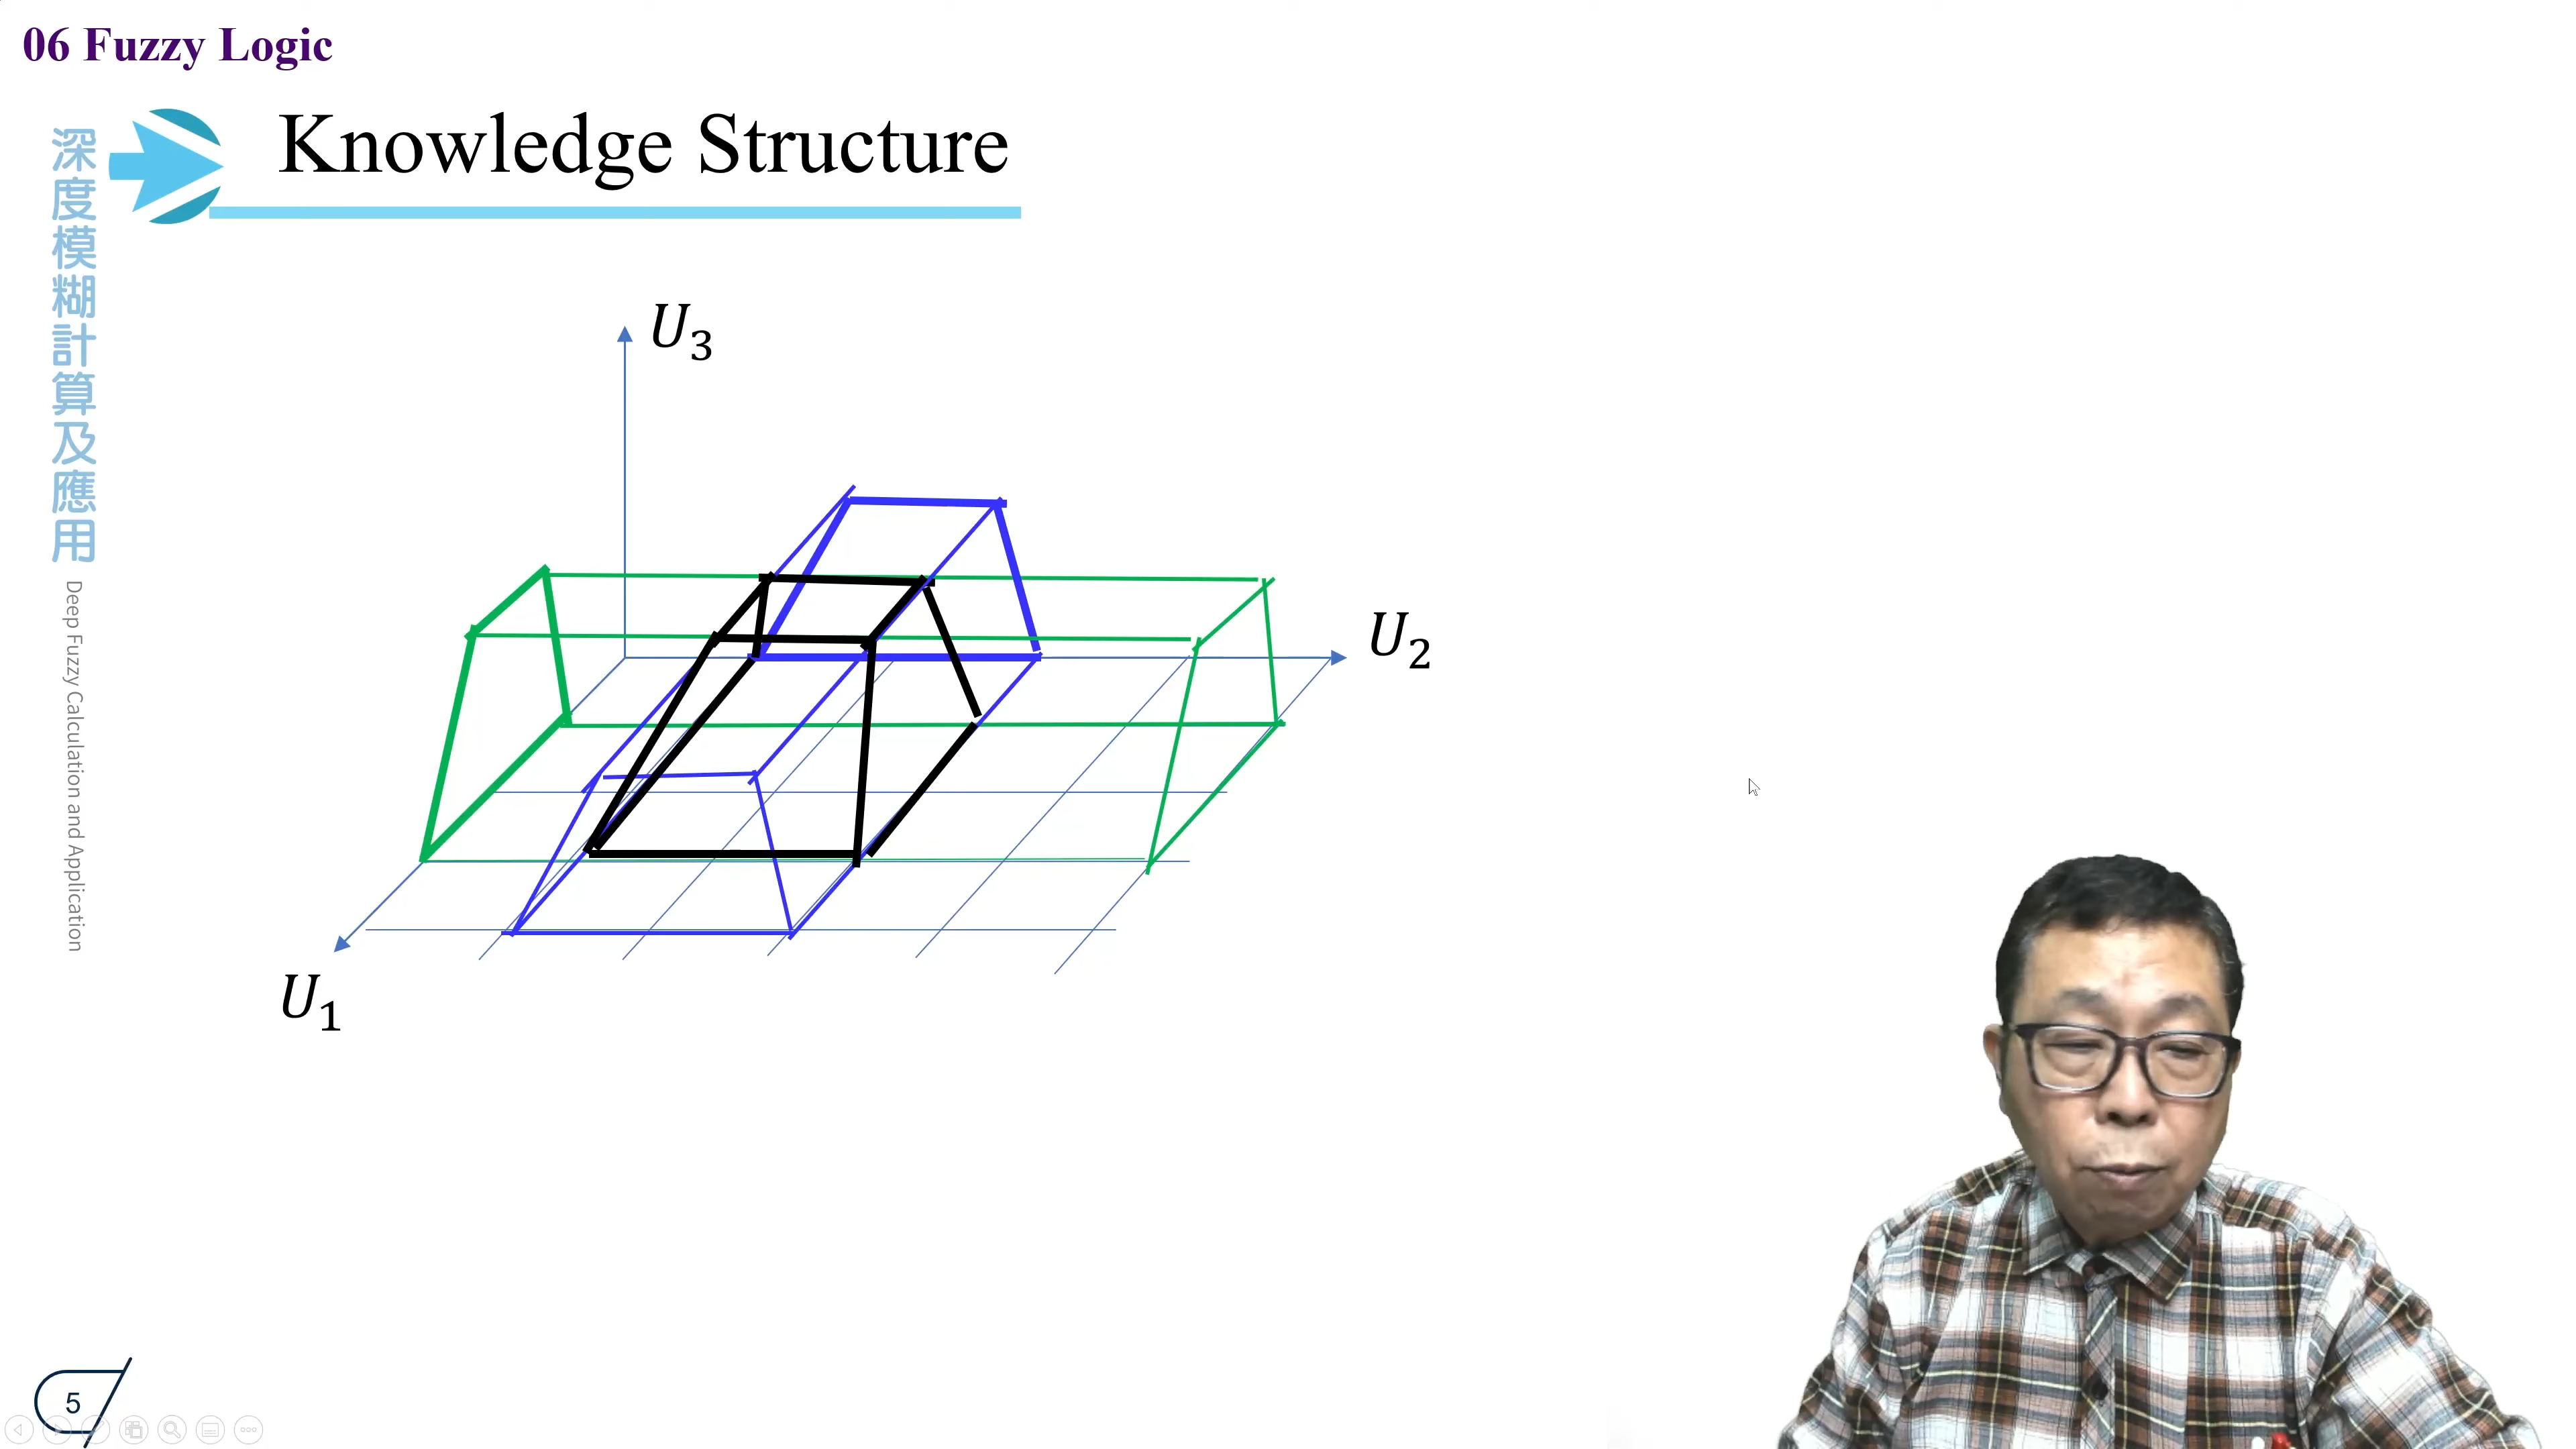 06 Fuzzy Logic
Knowledge Structure
深度模糊計算及應用
Deep Fuzzy Calculation and Application
U3
U2
U1
5